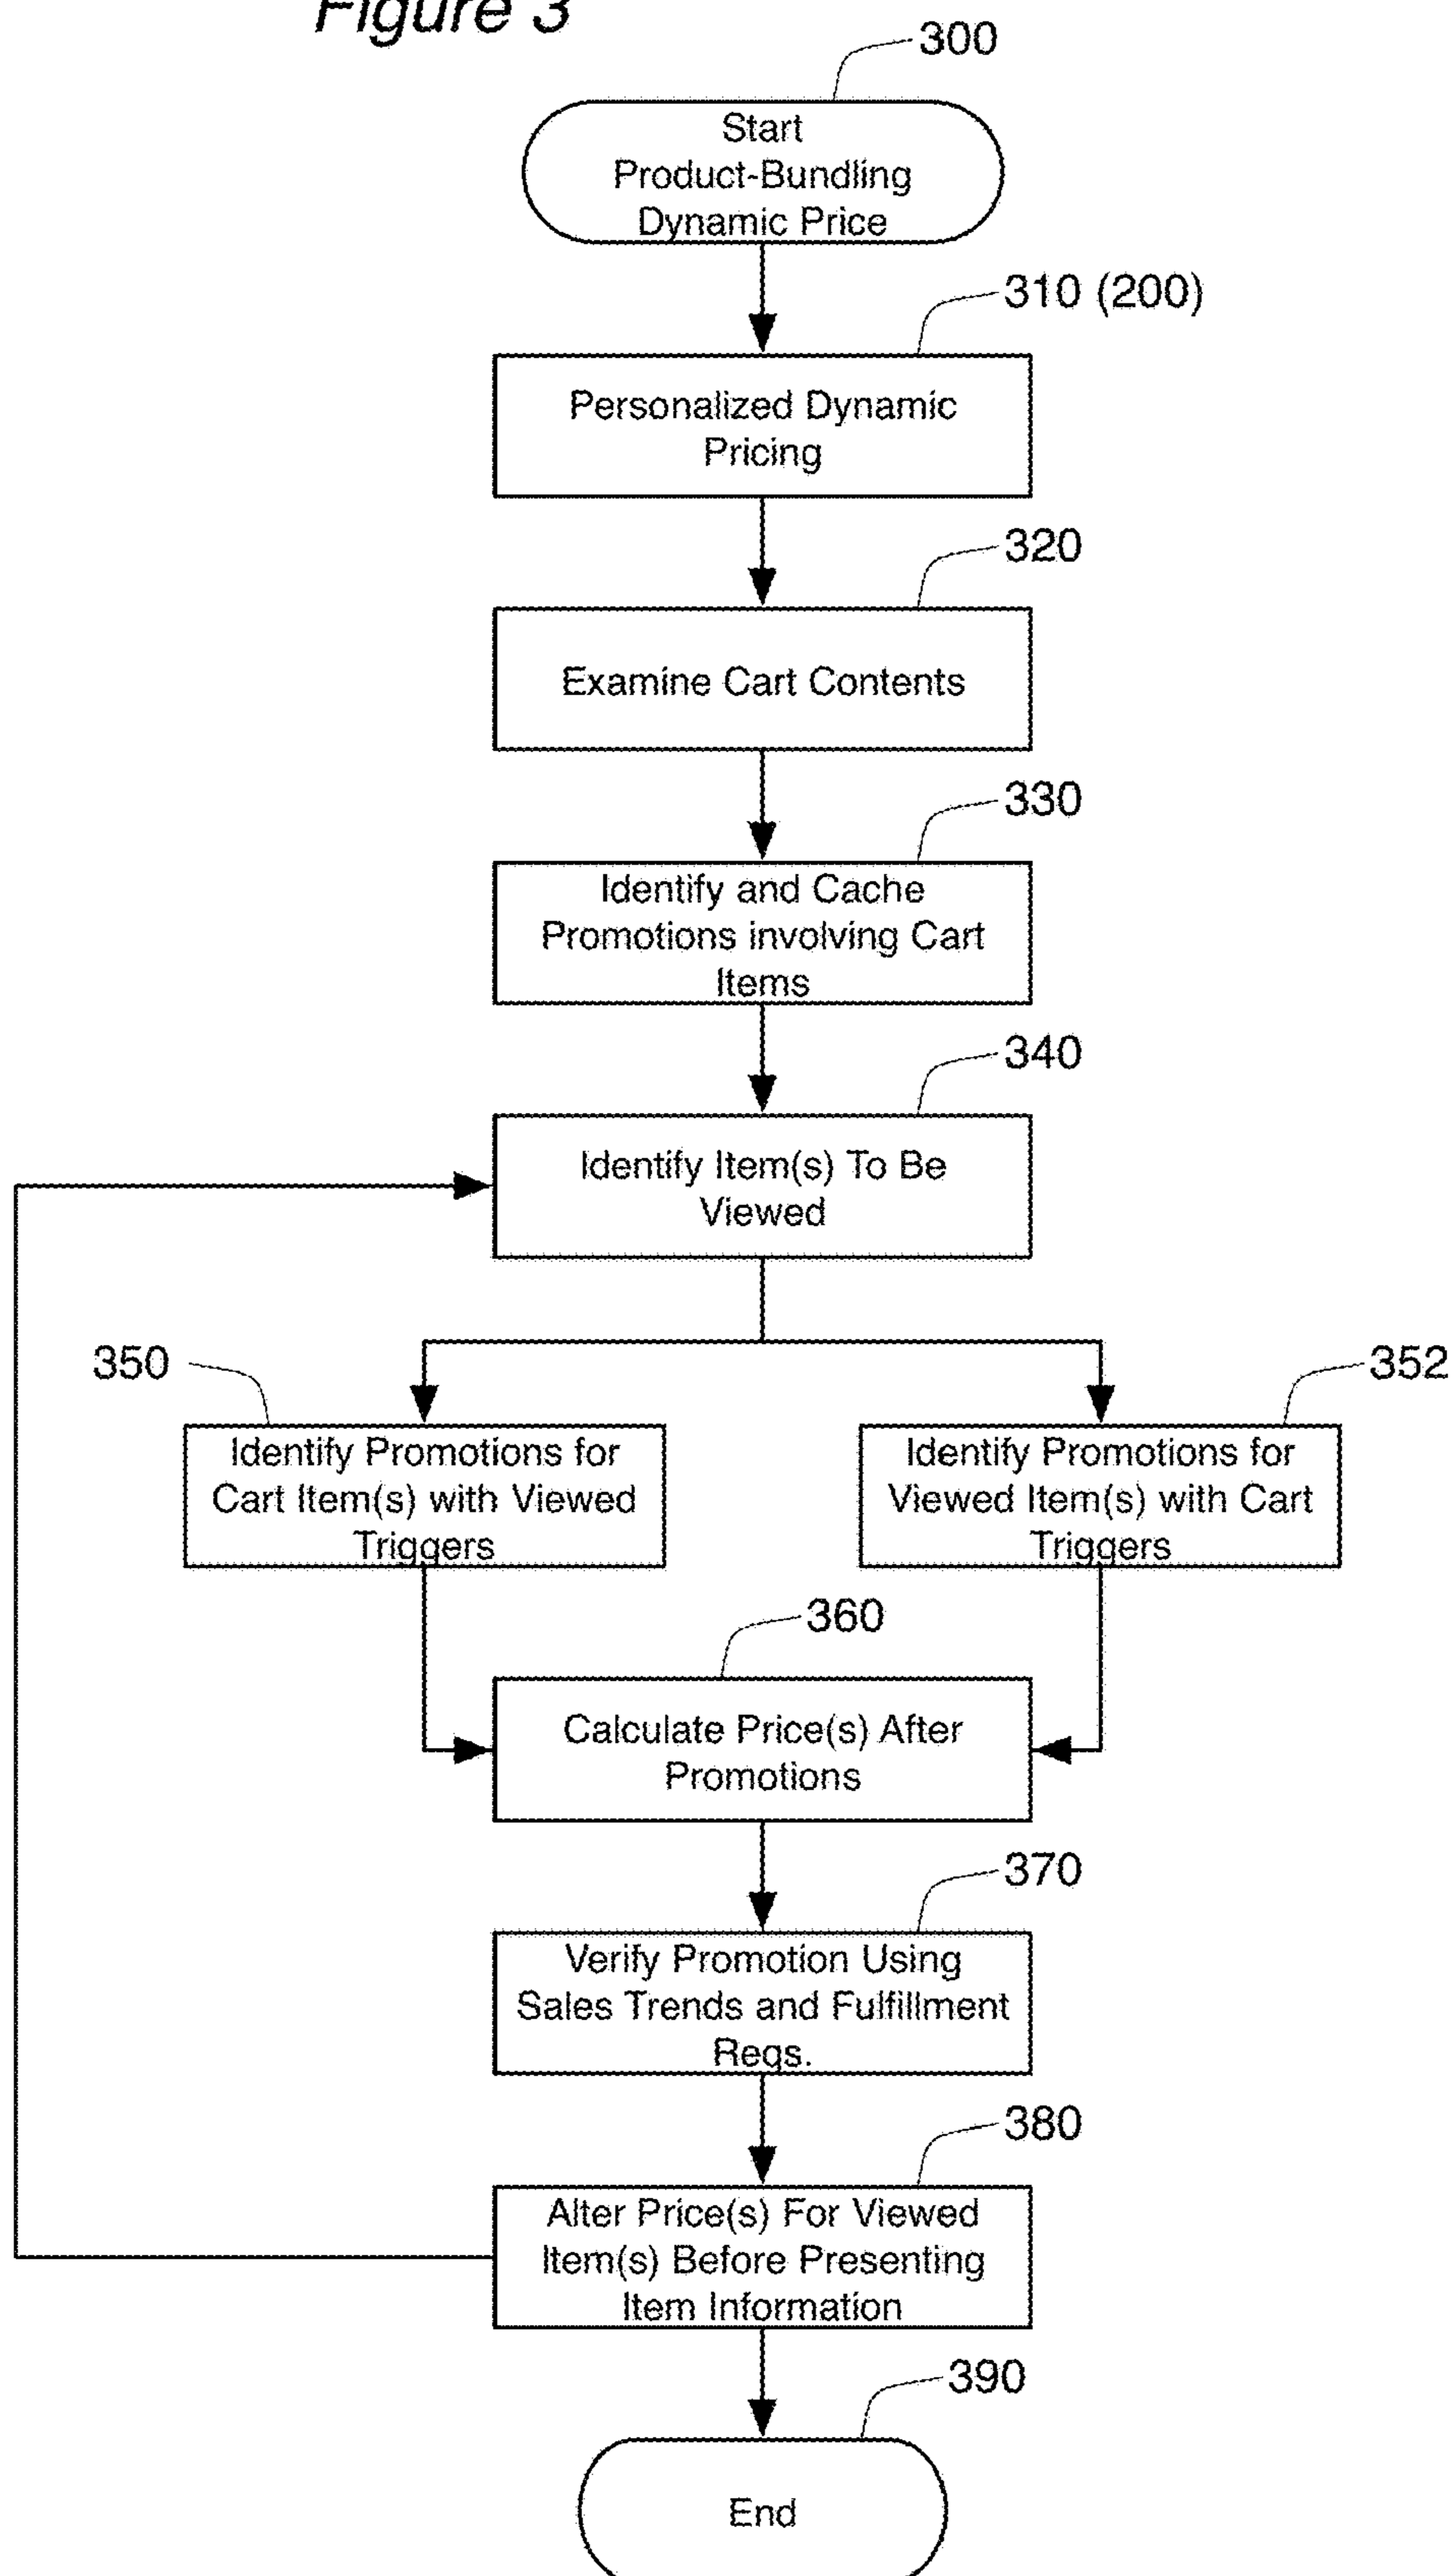 Figure 3
300
Start
Product-Bundling
Dynamic Price
310 (200)
Personalized Dynamic
Pricing
320
Examine Cart Contents
330
Identify and Cache
Promotions involving Cart
Items
340
Identify Item(s) To Be
Viewed
350
Identify Promotions for
Cart Item(s) with Viewed
Triggers
352
Identify Promotions for
Viewed Item(s) with Cart
Triggers
360
Calculate Price(s) After
Promotions
370
Verify Promotion Using
Sales Trends and Fulfillment
Reqs.
380
Alter Price(s) For Viewed
Item(s) Before Presenting
Item Information
390
End